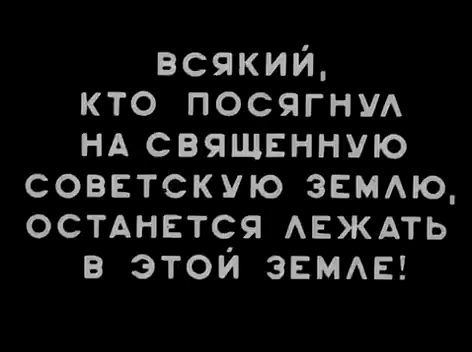 ВСЯКИЙ,
КТО ПОСЯГНУЛ
НА СВЯЩЕННУЮ
СОВЕТСКУЮ ЗЕМЛЮ,
ОСТАНЕТСЯ ЛЕЖАТЬ
В ЭТОЙ ЗЕМЛЕ!